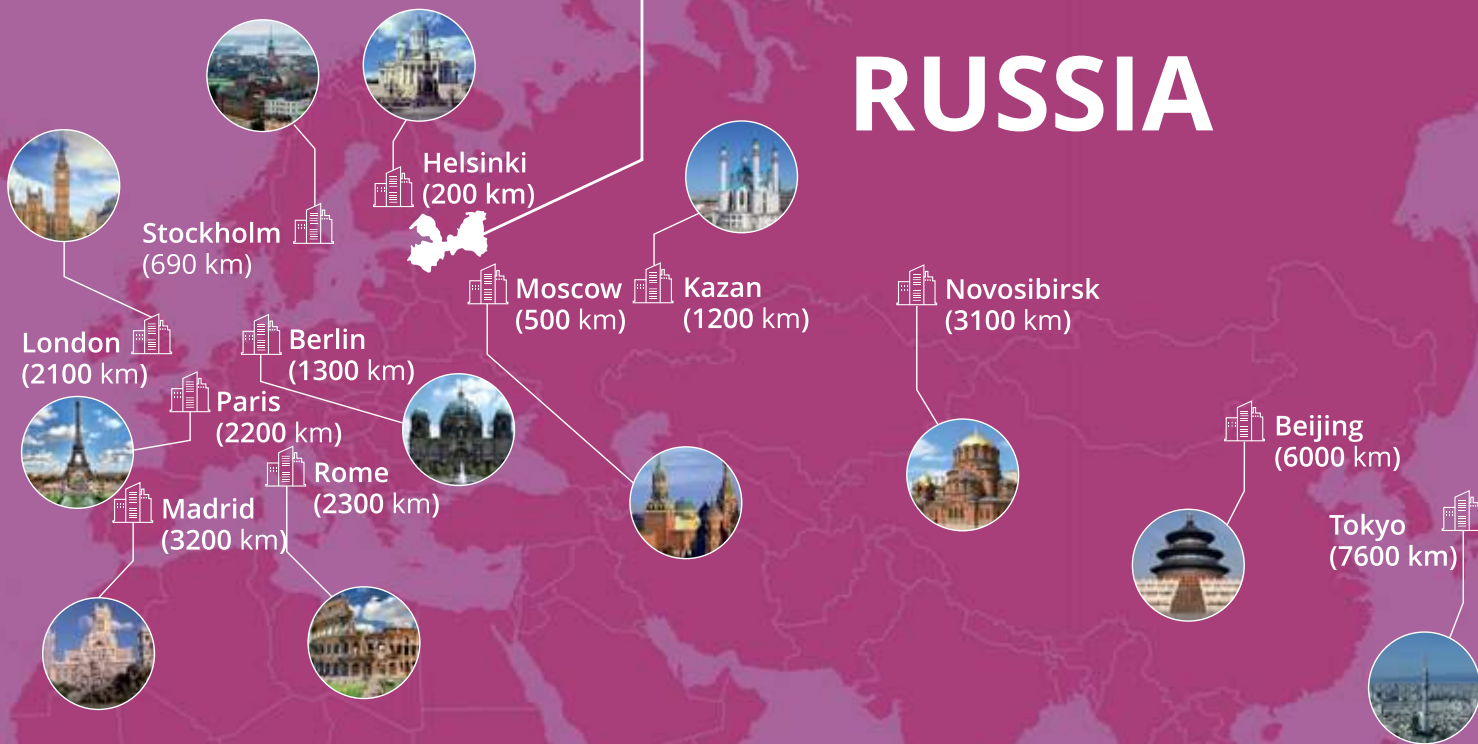 RUSSIA
Helsinki
(200 km)
Stockholm
(690 km)
Moscow
(500 km)
Kazan
(1200 km)
Novosibirsk
(3100 km)
London
(2100 km)
Berlin
(1300 km)
Paris
(2200 km)
Rome
(2300 km)
Madrid
(3200 km)
Beijing
(6000 km)
Tokyo
(7600 km)